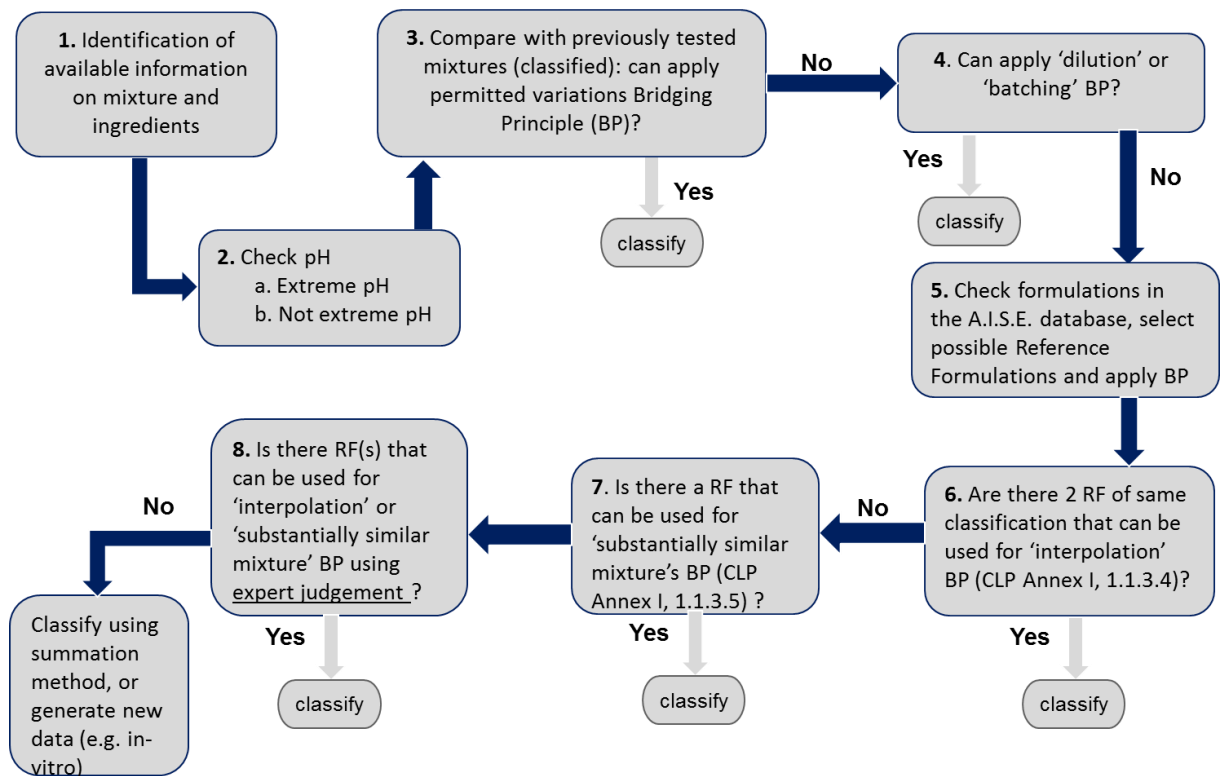 1. Identification of
available information
on mixture and
ingredients
2. Check pH
a. Extreme pH
b. Not extreme pH
3. Compare with previously tested
mixtures (classified): can apply
permitted variations Bridging
Principle (BP)?
Yes
classify
No
4. Can apply ‘dilution’ or
‘batching’ BP?
Yes
classify
No
5. Check formulations in
the A.I.S.E. database, select
possible Reference
Formulations and apply BP
6. Are there 2 RF of same
classification that can be
used for ‘interpolation’
BP (CLP Annex I, 1.1.3.4)?
Yes
classify
No
7. Is there a RF that
can be used for
‘substantially similar
mixture’s BP (CLP
Annex I, 1.1.3.5) ?
Yes
classify
8. Is there RF(s) that
can be used for
‘interpolation’ or
‘substantially similar
mixture’ BP using
expert judgement ?
Yes
classify
No
Classify using
summation
method, or
generate new
data (e.g. in-
vitro)